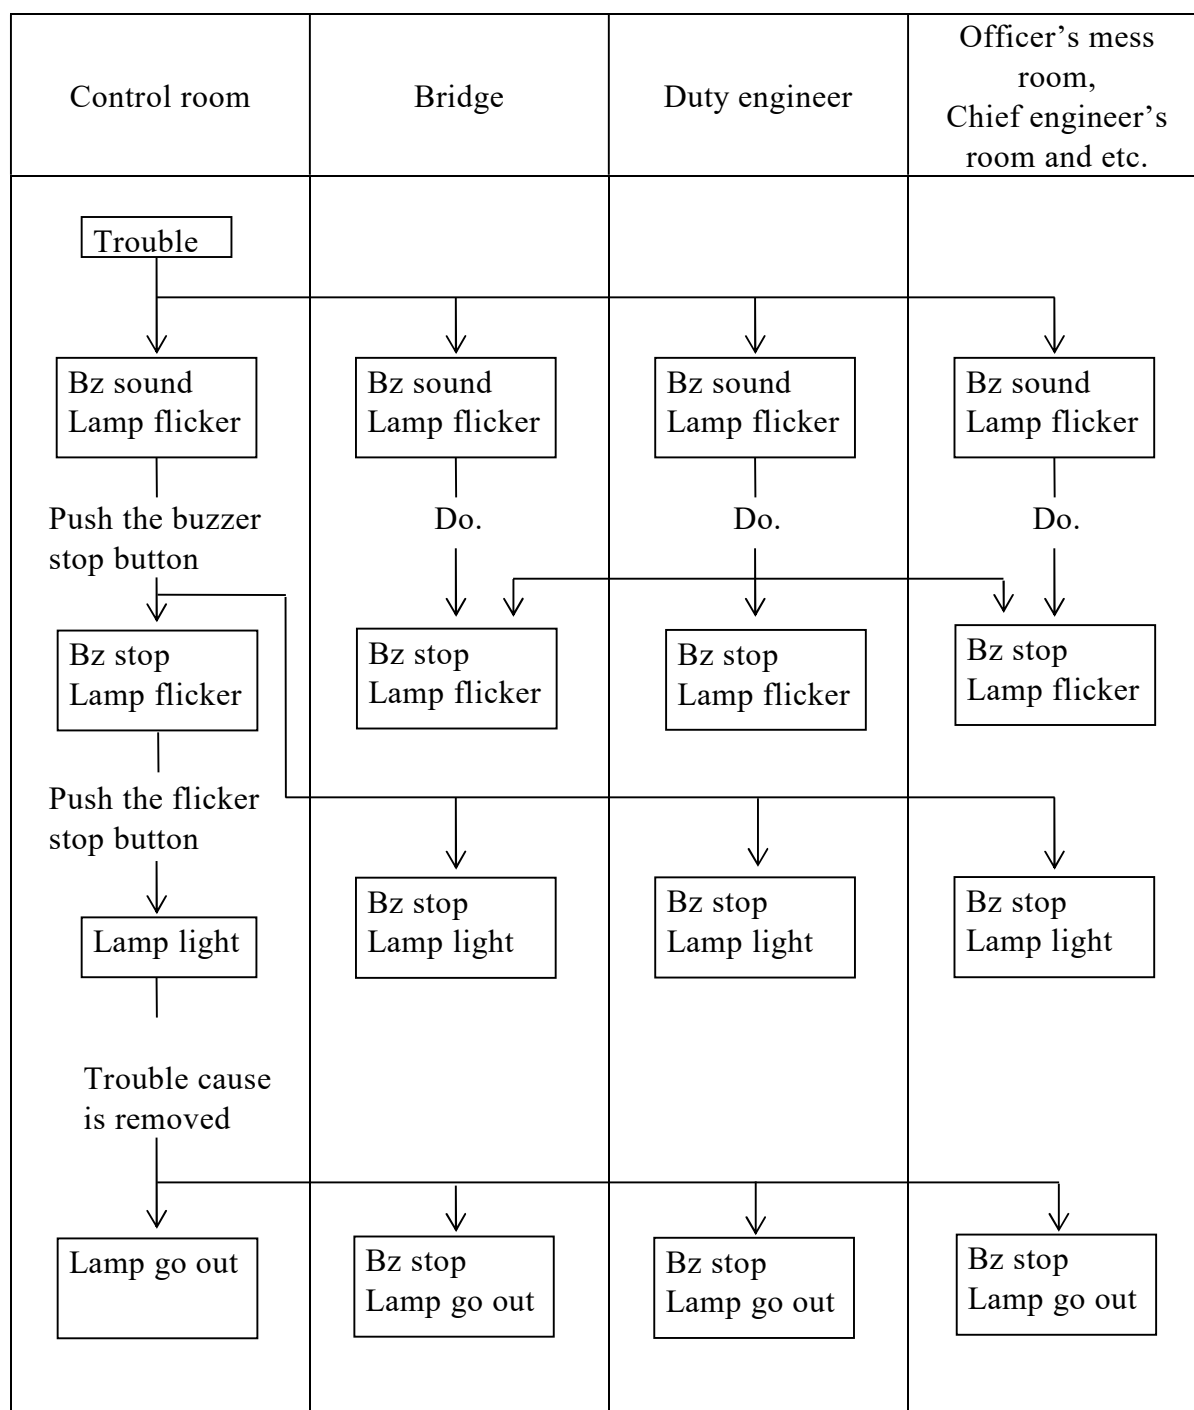 Control room
Bridge
Duty engineer
Officer’s mess
room,
Chief engineer’s
room and etc.
Trouble
Bz sound
Lamp flicker
Bz sound
Lamp flicker
Bz sound
Lamp flicker
Bz sound
Lamp flicker
Push the buzzer
stop button
Do.
Do.
Do.
Bz stop
Lamp flicker
Bz stop
Lamp flicker
Bz stop
Lamp flicker
Bz stop
Lamp flicker
Push the flicker
stop button
Lamp light
Bz stop
Lamp light
Bz stop
Lamp light
Bz stop
Lamp light
Trouble cause
is removed
Lamp go out
Bz stop
Lamp go out
Bz stop
Lamp go out
Bz stop
Lamp go out